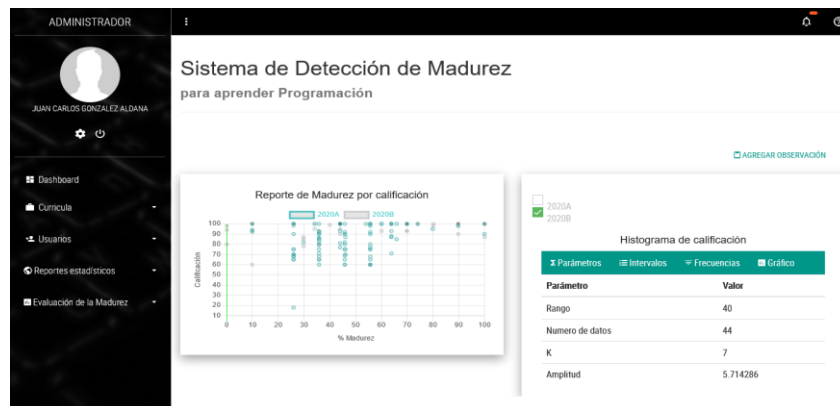 ADMINISTRADOR
JUAN CARLOS GONZALEZ ALDANA
Dashboard
Curricula
Usuarios
Reportes estadísticos
Evaluación de la Madurez
Sistema de Detección de Madurez
para aprender Programación
AGREGAR OBSERVACIÓN
Reporte de Madurez por calificación
2020A 2020B
Calificación
100
90
80
70
60
50
40
30
20
10
0 10 20 30 40 50 60 70 80 90 100
% Madurez
2020A
2020B
Histograma de calificación
Parámetros Intervalos Frecuencias Gráfico
Parámetro Valor
Rango 40
Numero de datos 44
K 7
Amplitud 5.714286